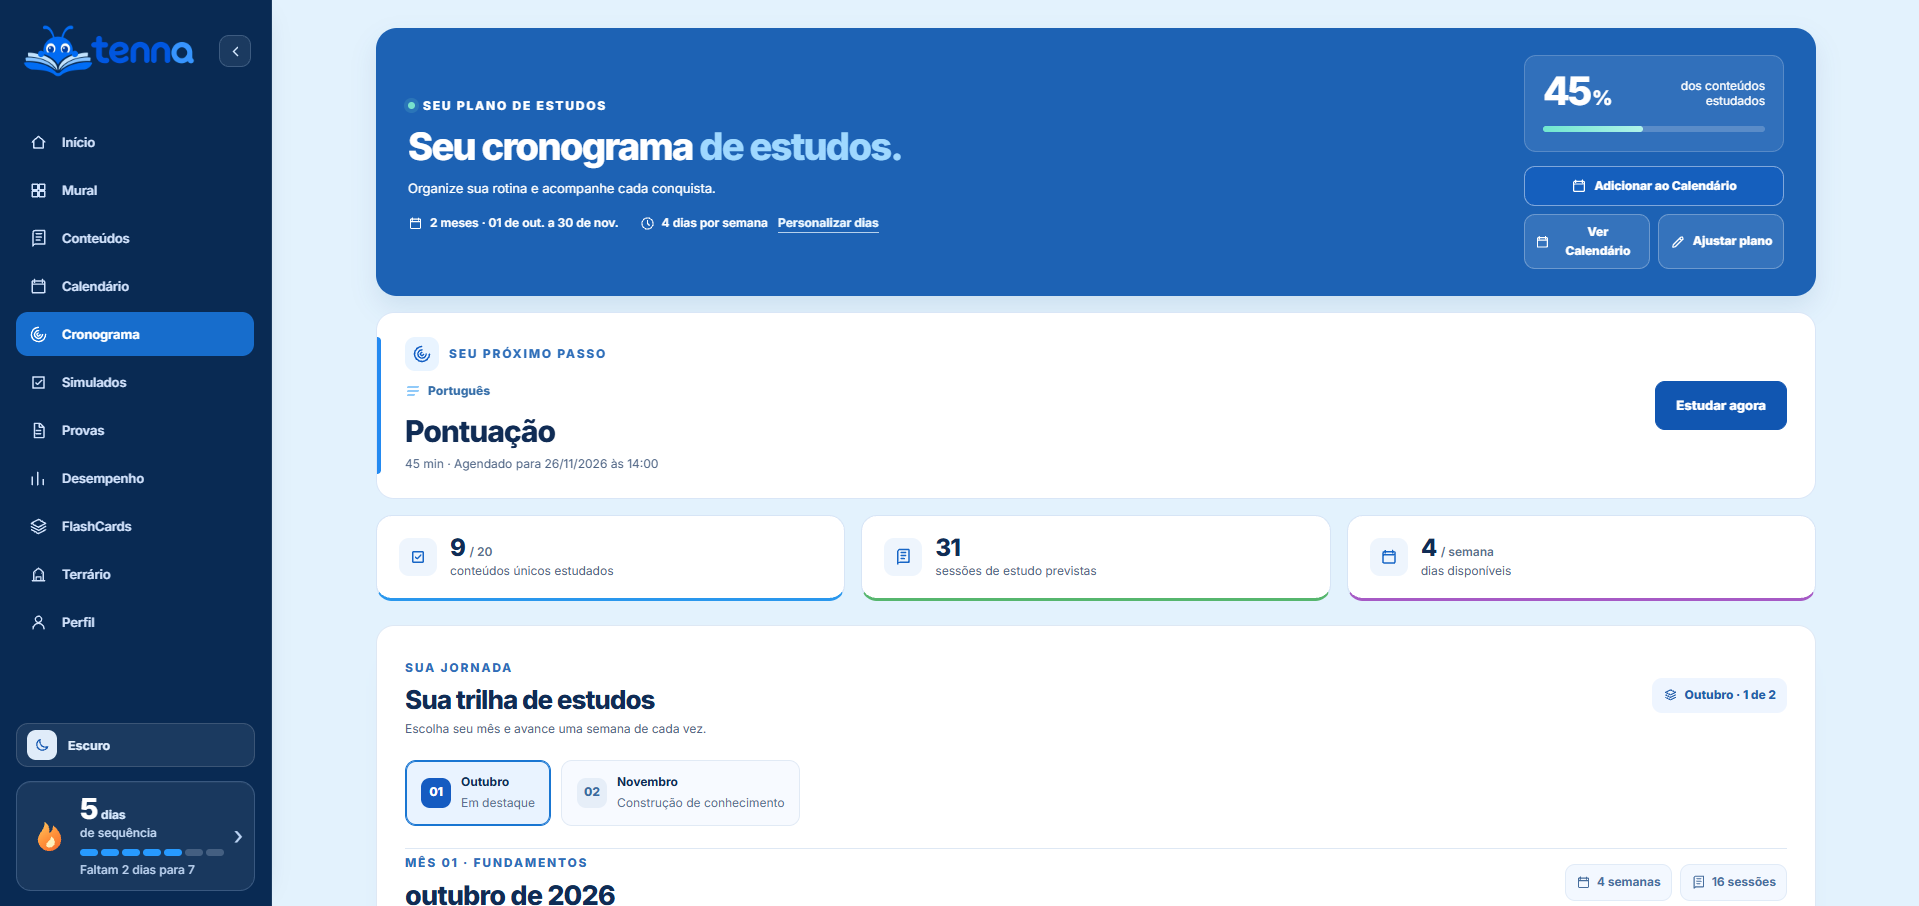 tenna
Início
Mural
Conteúdos
Calendário
Cronograma
Simulados
Provas
Desempenho
FlashCards
Terrário
Perfil
Escuro
5 dias
de sequência
Faltam 2 dias para 7
SEU PLANO DE ESTUDOS
Seu cronograma de estudos.
Organize sua rotina e acompanhe cada conquista.
2 meses · 01 de out. a 30 de nov.
4 dias por semana
Personalizar dias
45%
dos conteúdos
estudados
Adicionar ao Calendário
Ver
Calendário
Ajustar plano
SEU PRÓXIMO PASSO
Português
Pontuação
45 min · Agendado para 26/11/2026 às 14:00
Estudar agora
9 / 20
conteúdos únicos estudados
31
sessões de estudo previstas
4 / semana
dias disponíveis
SUA JORNADA
Sua trilha de estudos
Escolha seu mês e avance uma semana de cada vez.
Outubro · 1 de 2
01
Outubro
Em destaque
02
Novembro
Construção de conhecimento
MÊS 01 · FUNDAMENTOS
outubro de 2026
4 semanas
16 sessões